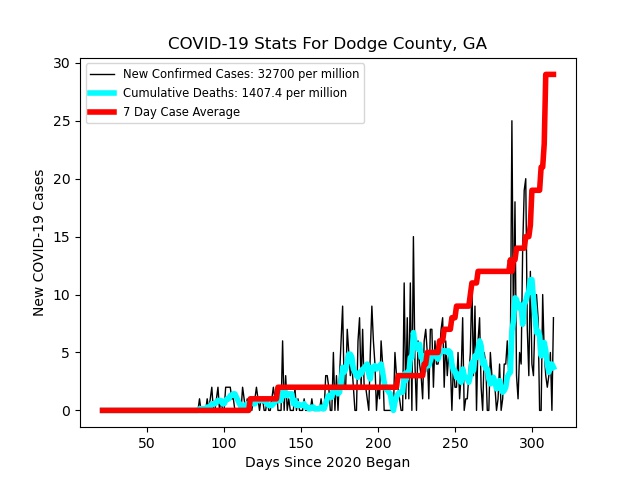 COVID-19 Stats For Dodge County, GA
New Confirmed Cases: 32700 per million
Cumulative Deaths: 1407.4 per million
7 Day Case Average
New COVID-19 Cases
30
25
20
15
10
5
0
50
100
150
200
250
300
Days Since 2020 Began